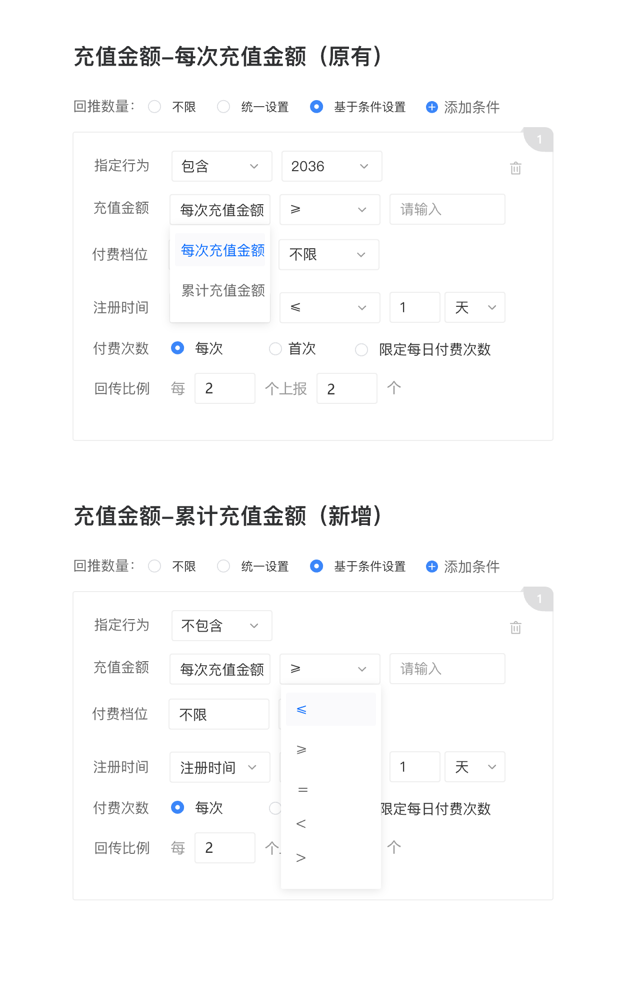 充值金额–每次充值金额（原有）
回推数量： 不限 统一设置 基于条件设置 添加条件
1
指定行为 包含 2036
充值金额 每次充值金额 ⩾ 请输入
每次充值金额
付费档位 不限
累计充值金额
注册时间 ⩽ 1 天
付费次数 每次 首次 限定每日付费次数
回传比例 每 2 个上报 2 个
充值金额–累计充值金额（新增）
回推数量： 不限 统一设置 基于条件设置 添加条件
1
指定行为 不包含
充值金额 每次充值金额 ⩾ 请输入
付费档位 不限 ⩽
⩾
注册时间 注册时间 1 天
=
付费次数 每次 限定每日付费次数
<
回传比例 每 2 个 个
>